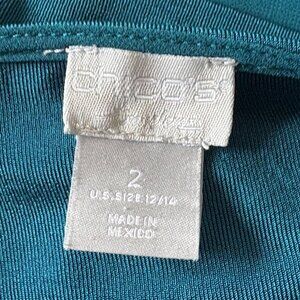 chico's
2
U.S. SIZE 12/14
MADE IN
MEXICO